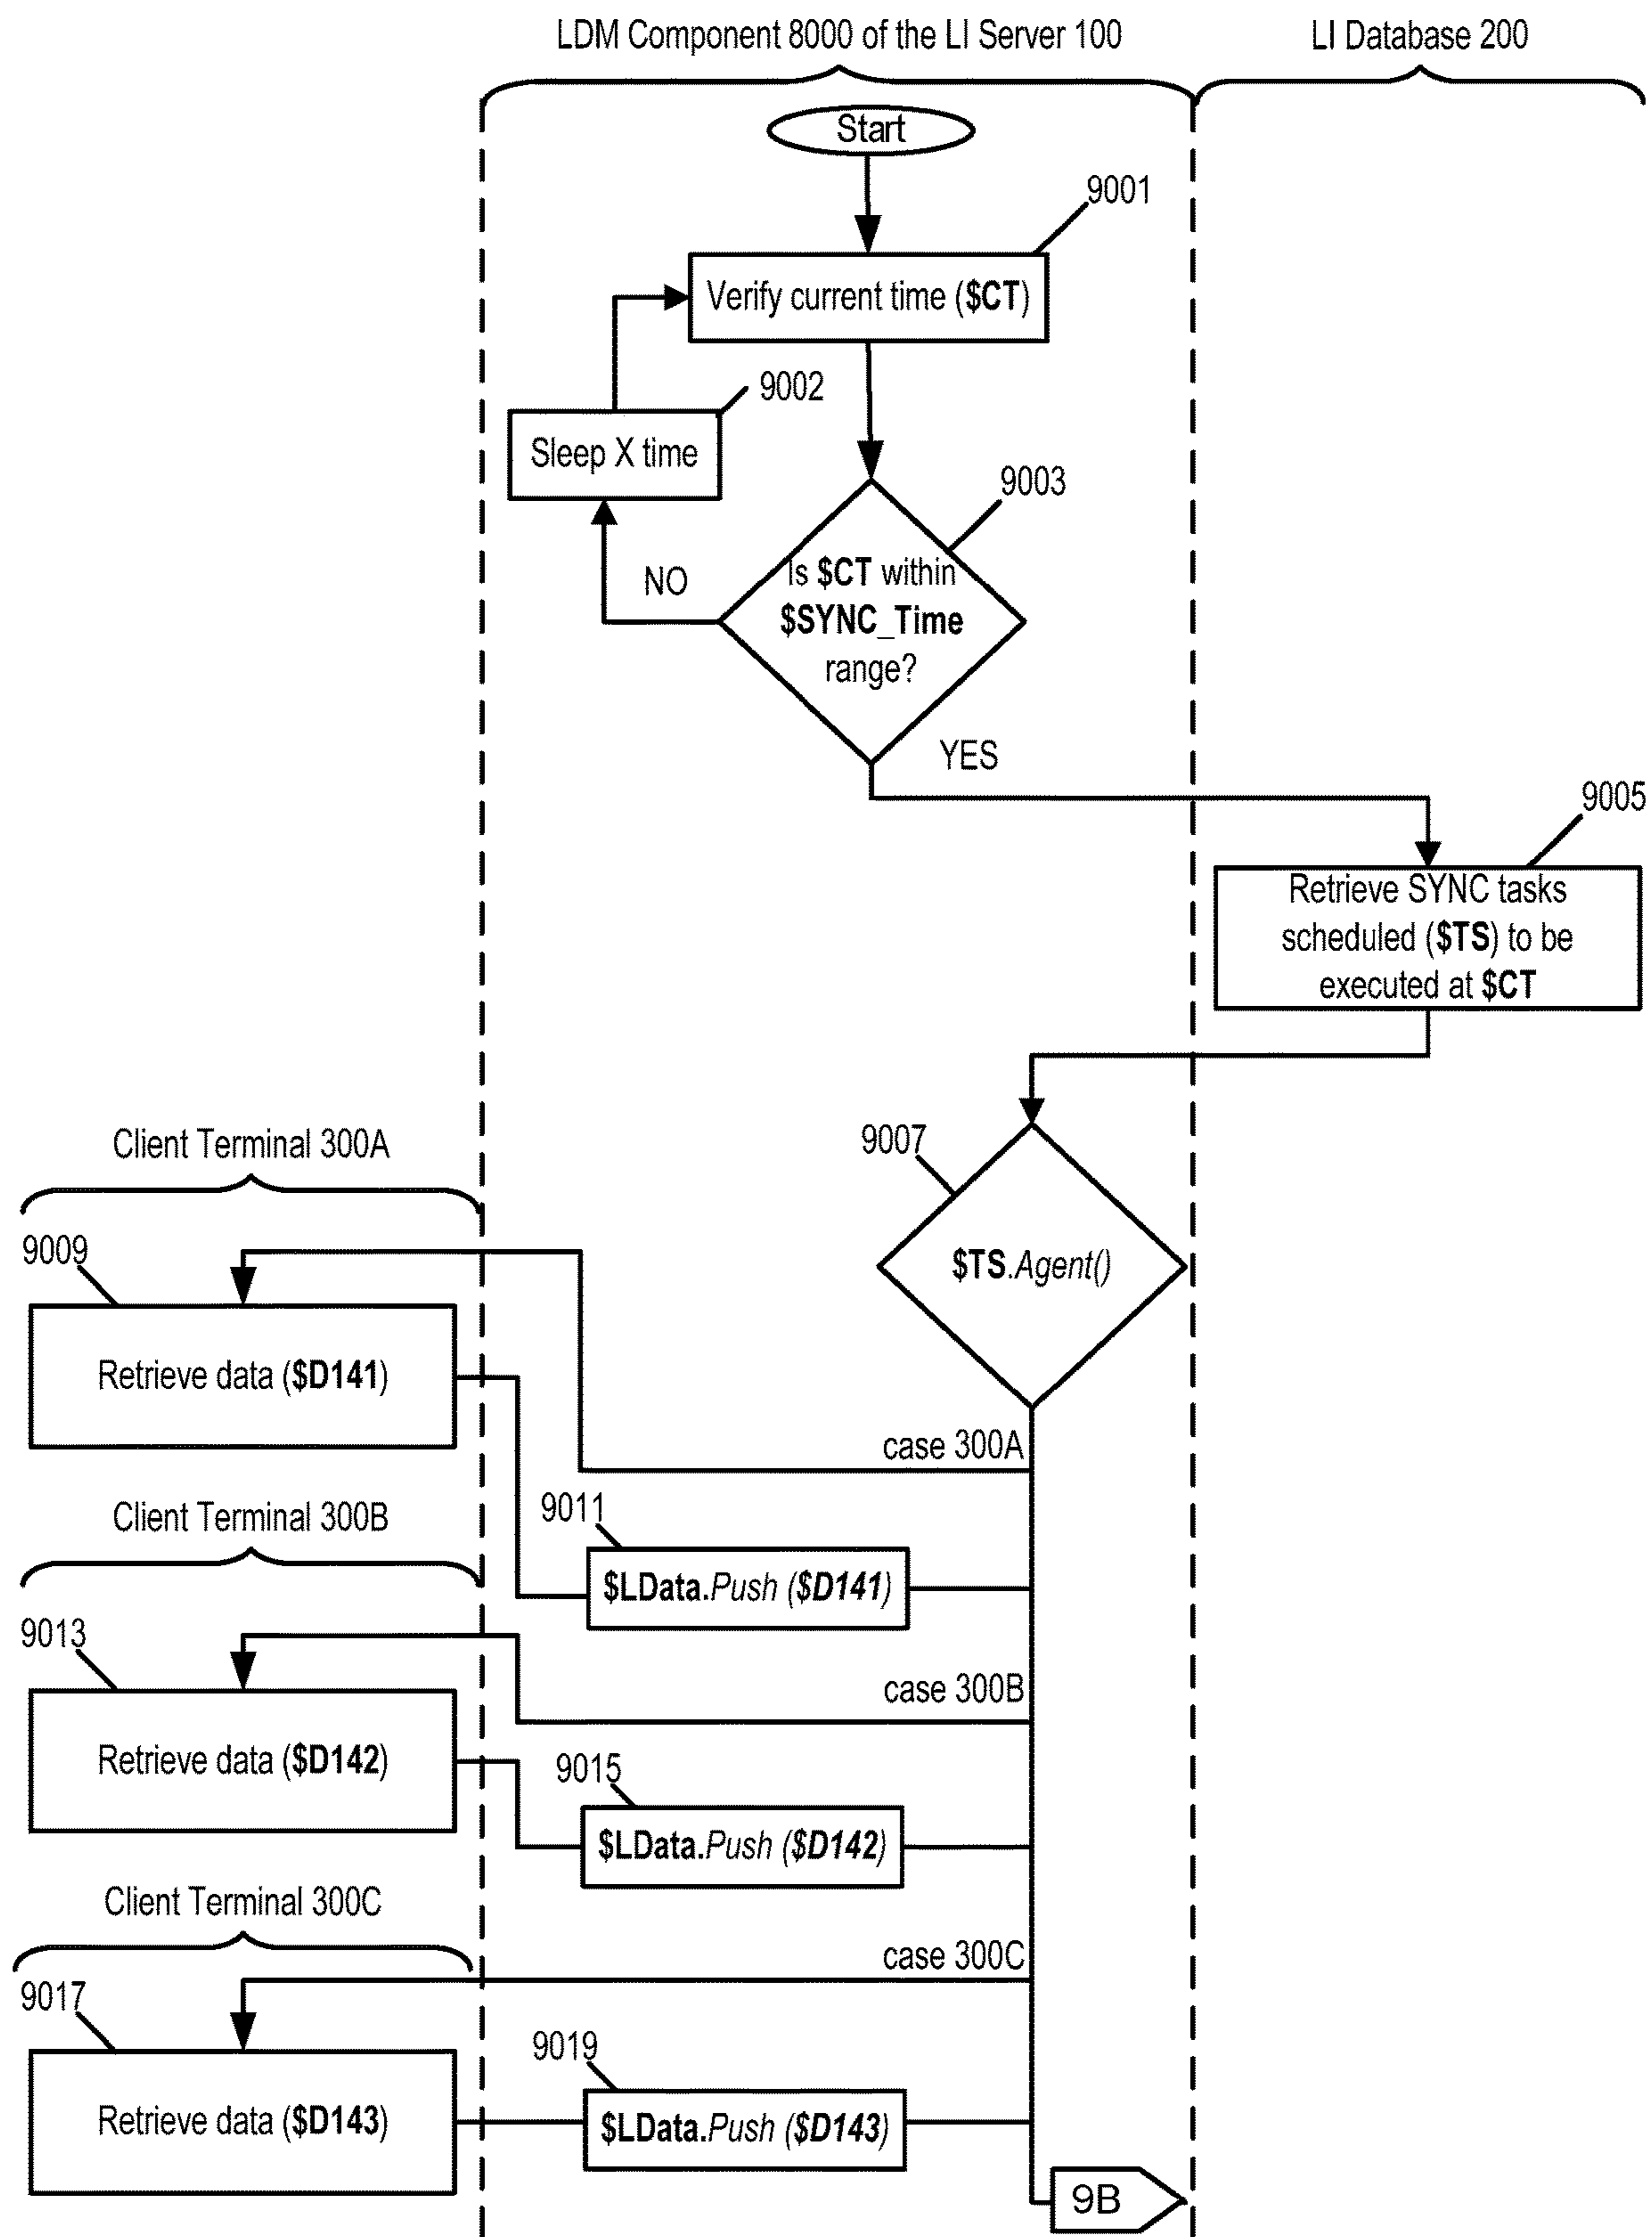 LDM Component 8000 of the LI Server 100
LI Database 200
Start
9001
Verify current time ($CT)
9002
Sleep X time
9003
Is $CT within
$SYNC_Time
range?
NO
YES
9005
Retrieve SYNC tasks
scheduled ($TS) to be
executed at $CT
9007
$TS.Agent()
Client Terminal 300A
9009
Retrieve data ($D141)
case 300A
9011
$LData.Push ($D141)
Client Terminal 300B
9013
Retrieve data ($D142)
case 300B
9015
$LData.Push ($D142)
Client Terminal 300C
case 300C
9017
Retrieve data ($D143)
9019
$LData.Push ($D143)
9B